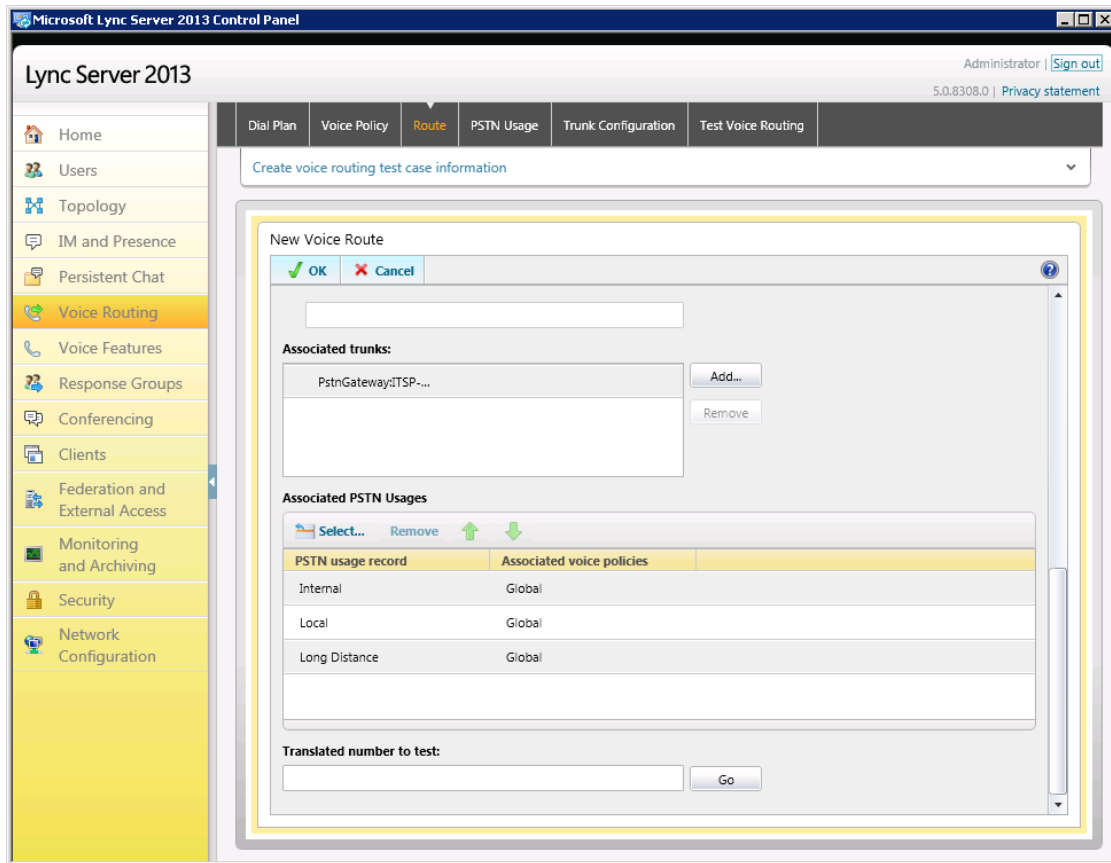 Microsoft Lync Server 2013 Control Panel
Lync Server 2013
Administrator | Sign out
5.0.8308.0 | Privacy statement
Home
Users
Topology
IM and Presence
Persistent Chat
Voice Routing
Voice Features
Response Groups
Conferencing
Clients
Federation and
External Access
Monitoring
and Archiving
Security
Network
Configuration
Dial Plan Voice Policy Route PSTN Usage Trunk Configuration Test Voice Routing
Create voice routing test case information
New Voice Route
OK Cancel
Associated trunks:
PstnGateway:ITSP-...
Add...
Remove
Associated PSTN Usages
Select... Remove
PSTN usage record Associated voice policies
Internal Global
Local Global
Long Distance Global
Translated number to test:
Go